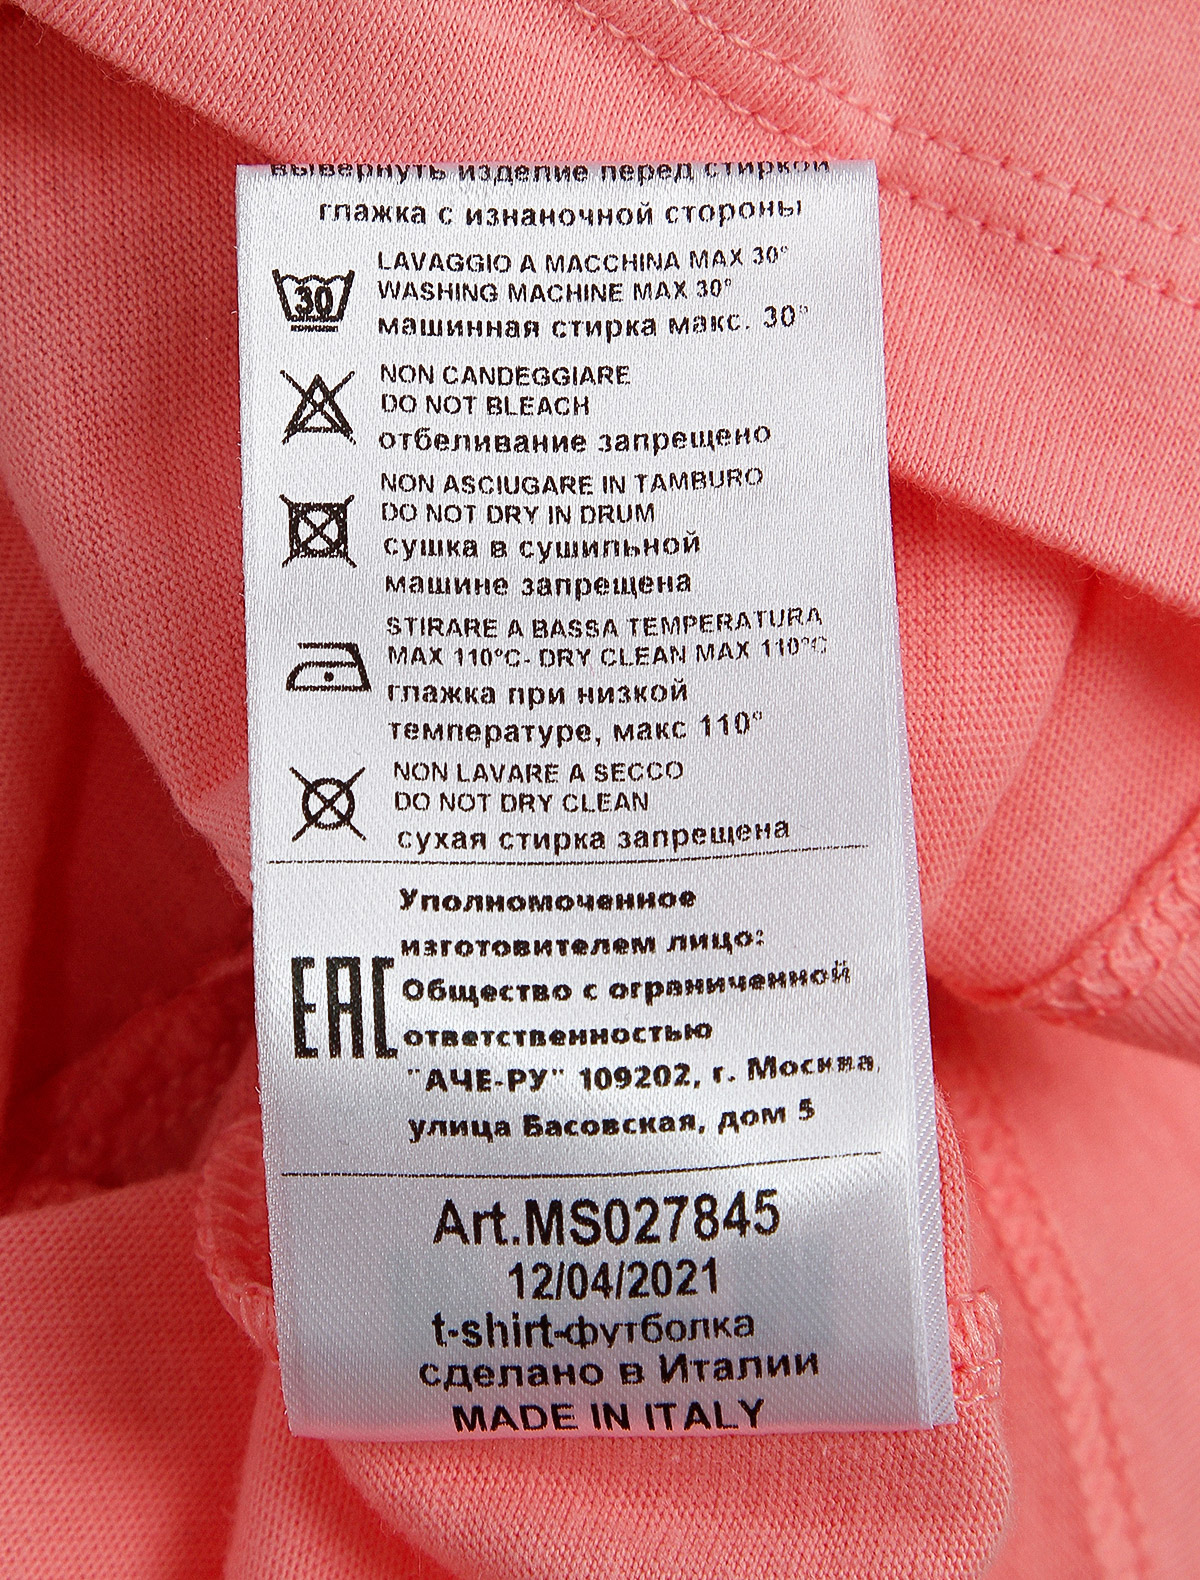 вывернуть изделие перед стиркой
глажка с изнаночной стороны
LAVAGGIO A MACCHINA MAX 30°
30
WASHING MACHINE MAX 30°
машинная стирка макс. 30°
NON CANDEGGIARE
DO NOT BLEACH
отбеливание запрещено
NON ASCIUGARE IN TAMBURO
DO NOT DRY IN DRUM
сушка в сушильной
машине запрещена
STIRARE A BASSA TEMPERATURA
MAX 110°C- DRY CLEAN MAX 110°C
глажка при низкой
температуре, макс 110°
NON LAVARE A SECCO
DO NOT DRY CLEAN
сухая стирка запрещена
Уполномоченное
изготовителем лицо:
EAC
Общество с ограниченной
ответственностью
"АЧЕ-РУ" 109202, г. Москва,
улица Басовская, дом 5
Art.MS027845
12/04/2021
t-shirt-футболка
сделано в Италии
MADE IN ITALY